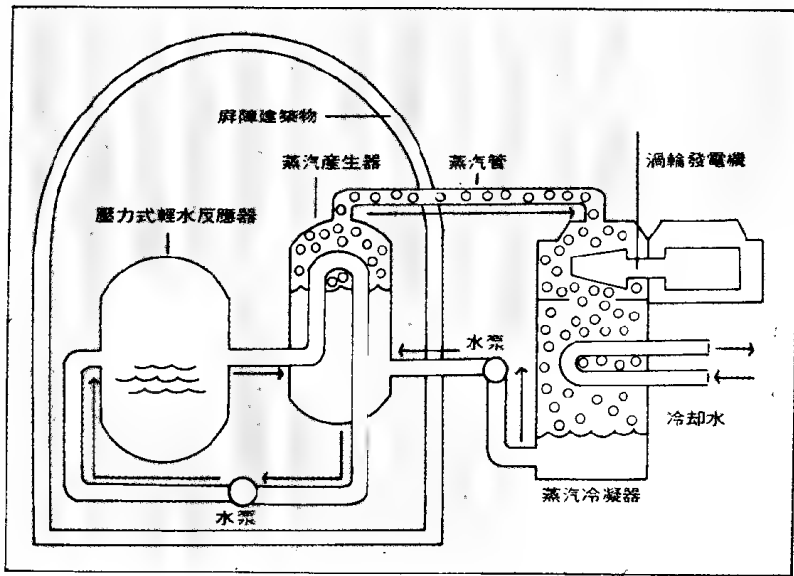 屏障建築物
蒸汽產生器
蒸汽管
渦輪發電機
壓力式輕水反應器
水泵
冷却水
水泵
蒸汽冷凝器